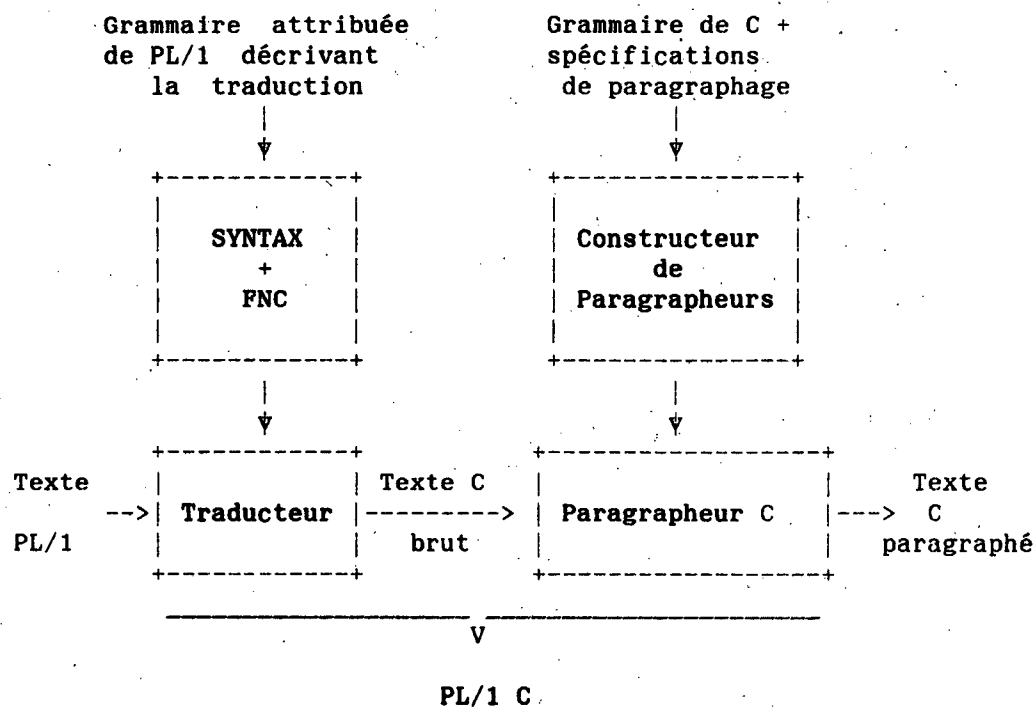 Grammaire attribuée
de PL/1 décrivant
la traduction
Grammaire de C +
spécifications
de paragraphage
SYNTAX
+
FNC
Constructeur
de
Paragrapheurs
Texte
PL/1
Traducteur
Texte C
brut
Paragrapheur C
Texte
C
paragraphé
V
PL/1 C